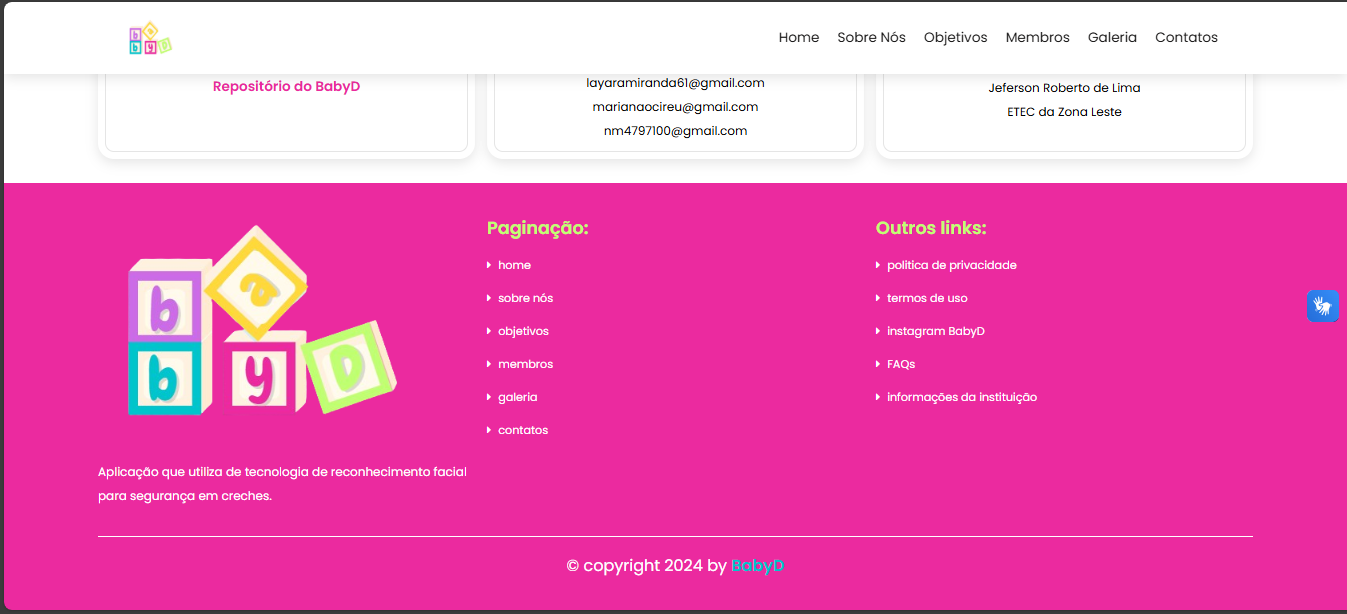 b a b y D
Home Sobre Nós Objetivos Membros Galeria Contatos
Repositório do BabyD
layaramiranda61@gmail.com
marianaocireu@gmail.com
nm4797100@gmail.com
Jeferson Roberto de Lima
ETEC da Zona Leste
b a b y D
Aplicação que utiliza de tecnologia de reconhecimento facial
para segurança em creches.
Paginação:
home
sobre nós
objetivos
membros
galeria
contatos
Outros links:
politica de privacidade
termos de uso
instagram BabyD
FAQs
informações da instituição
© copyright 2024 by BabyD